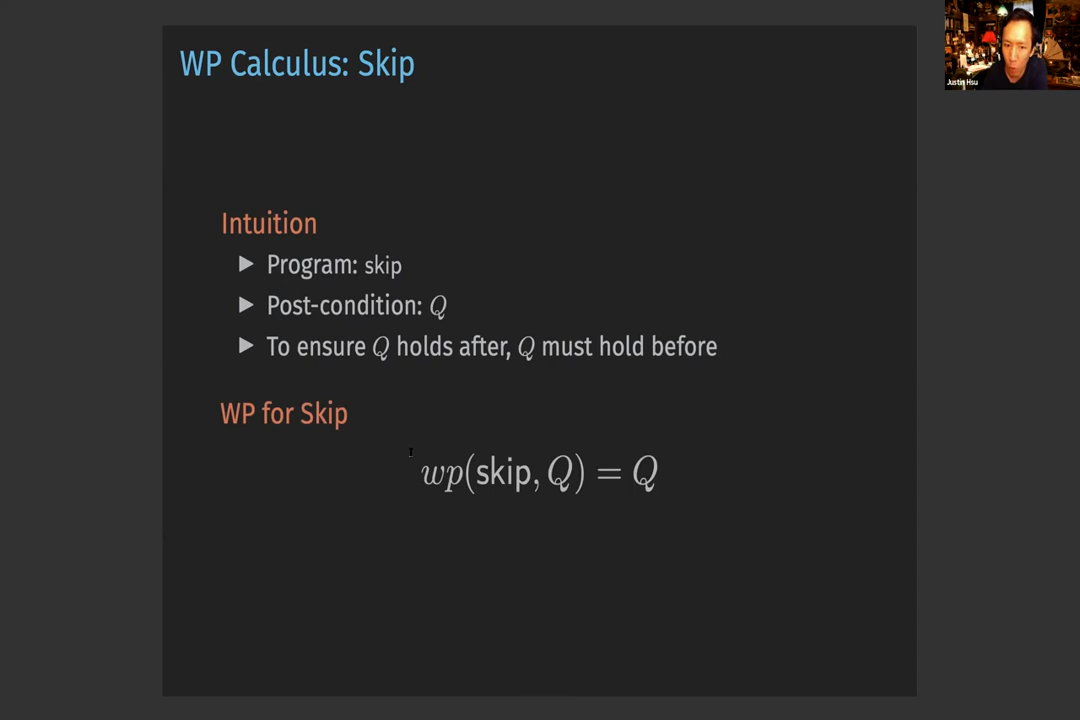 WP Calculus: Skip
Justin Hsu
Intuition
▶ Program: skip
▶ Post-condition: Q
▶ To ensure Q holds after, Q must hold before
WP for Skip
wp(skip, Q) = Q